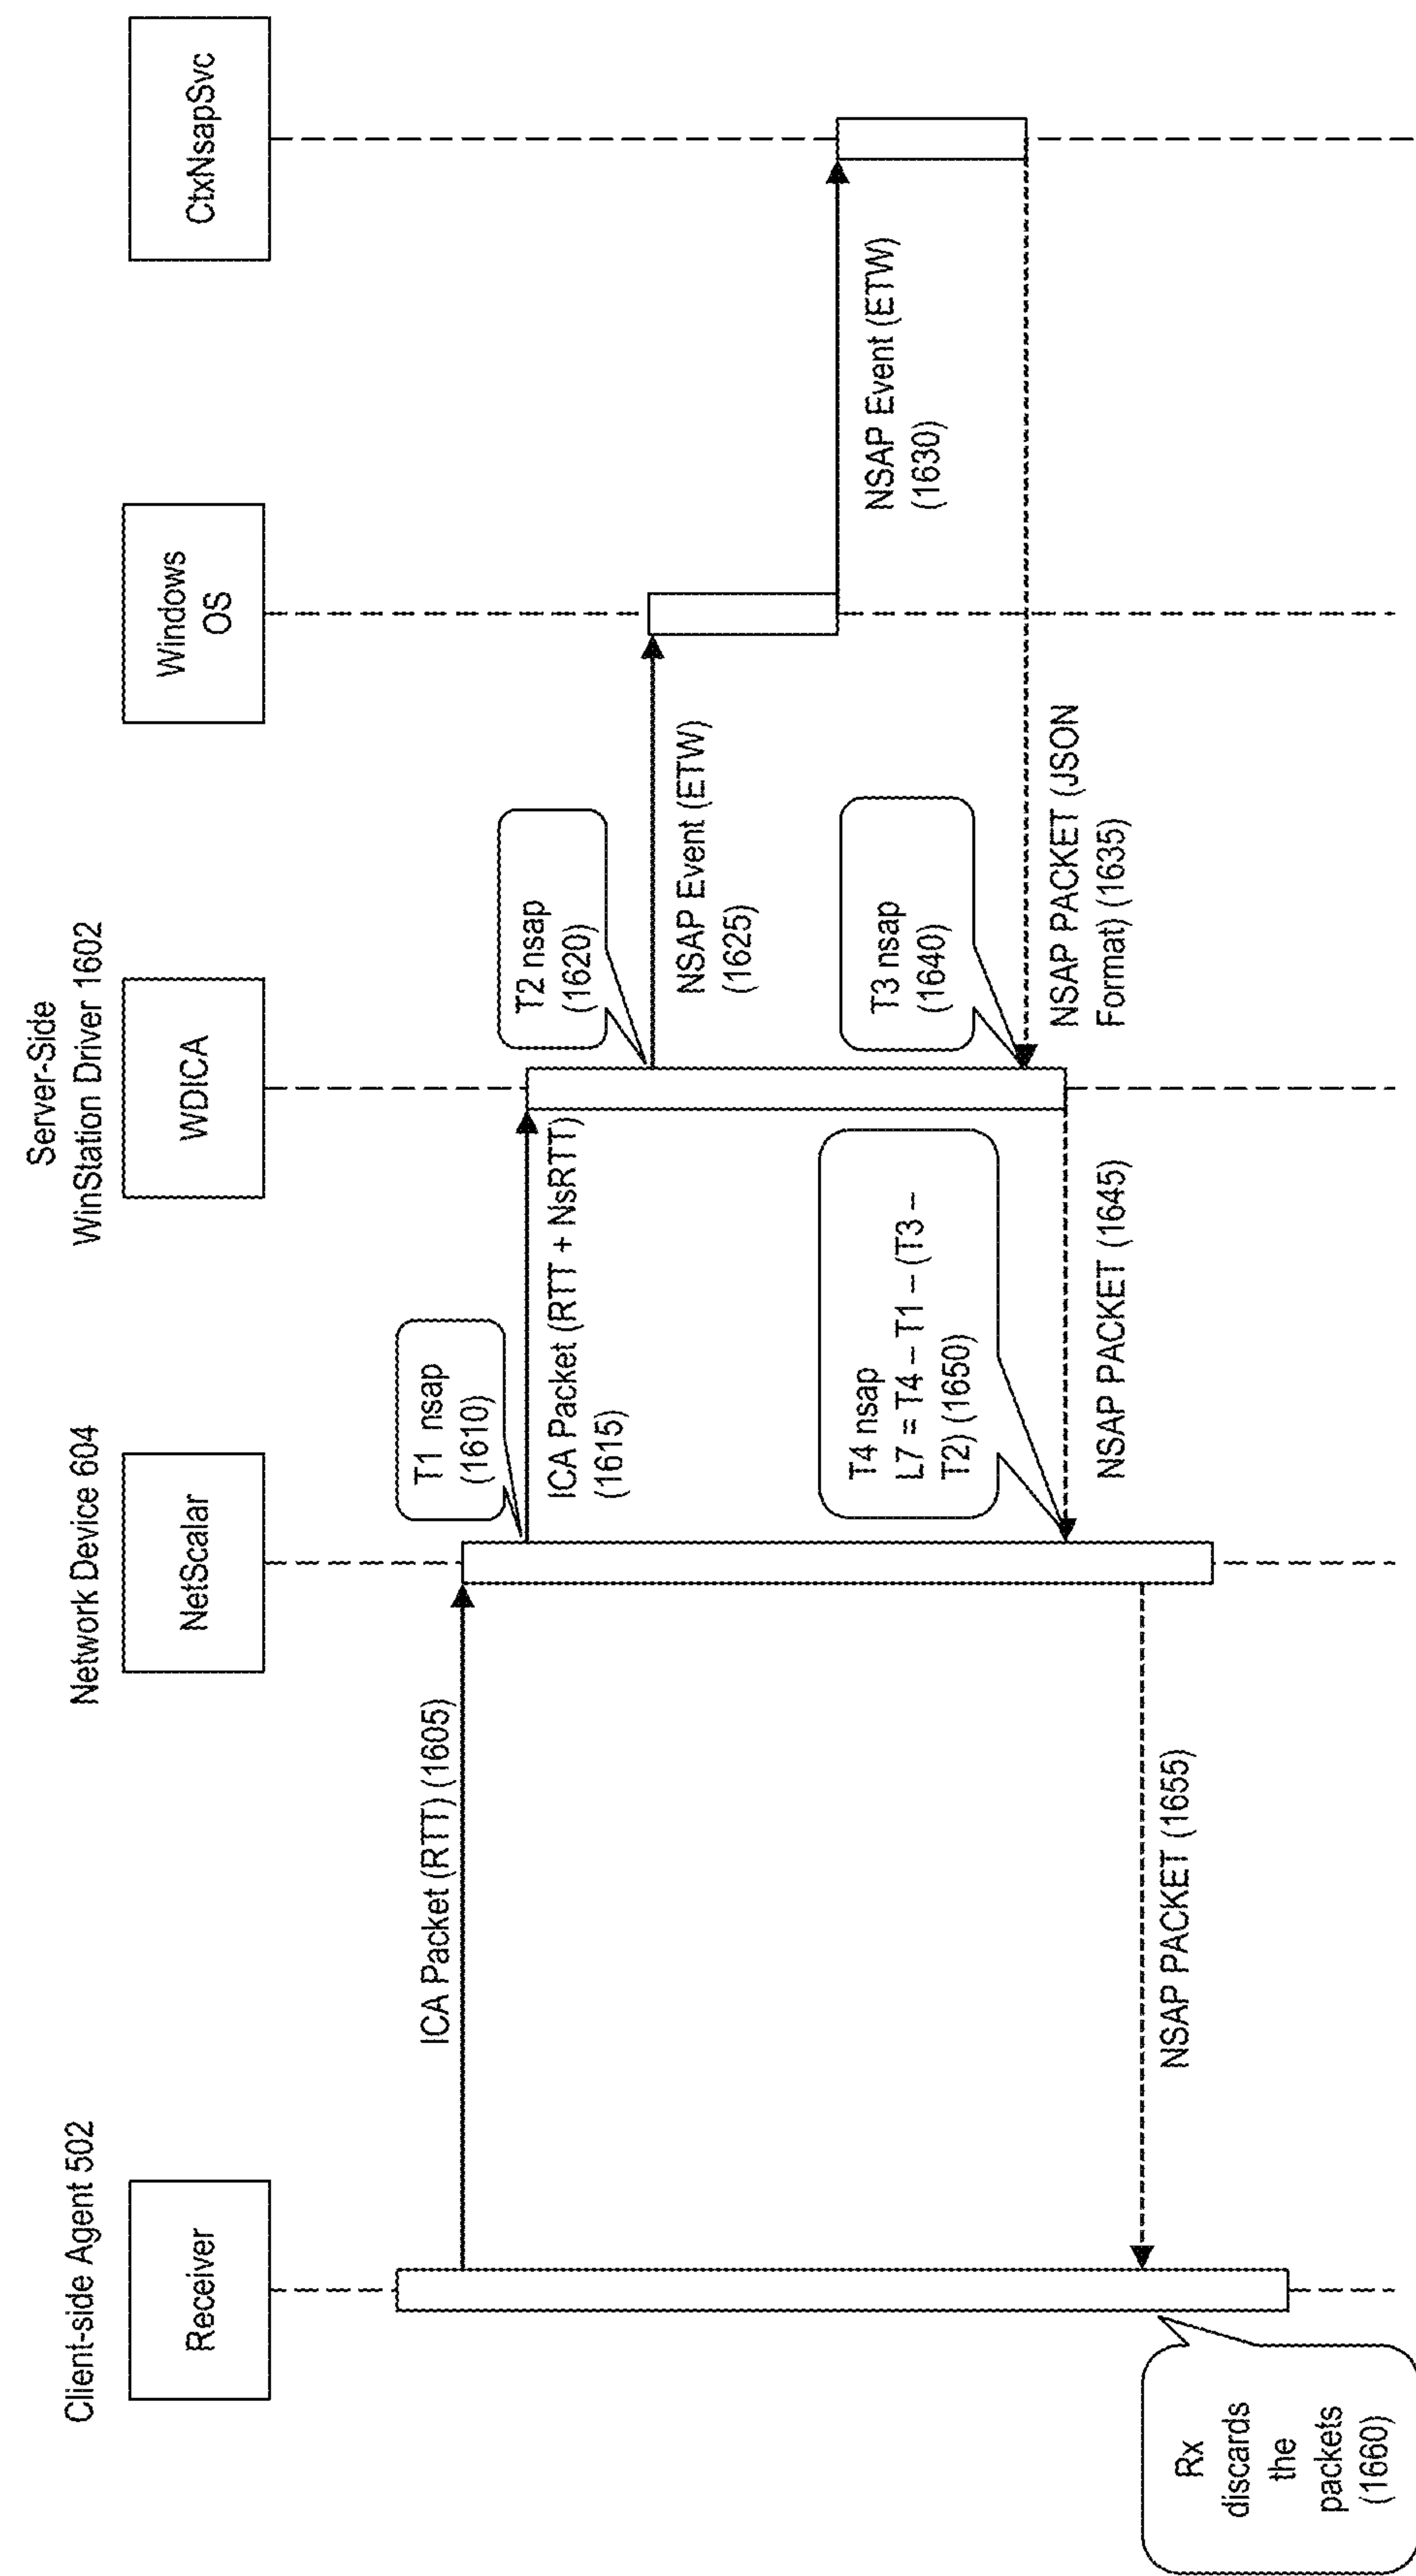 Client-side Agent 502
Receiver
Network Device 604
NetScalar
Server-Side
WinStation Driver 1602
WDICA
Windows
OS
CtxNsapSvc
ICA Packet (RTT) (1605)
T1 nsap
(1610)
ICA Packet (RTT + NsRTT)
(1615)
T2 nsap
(1620)
NSAP Event (ETW)
(1625)
NSAP Event (ETW)
(1630)
NSAP PACKET (JSON
Format) (1635)
T3 nsap
(1640)
NSAP PACKET (1645)
T4 nsap
L7 = T4 – T1 – (T3 –
T2) (1650)
NSAP PACKET (1655)
Rx
discards
the
packets
(1660)